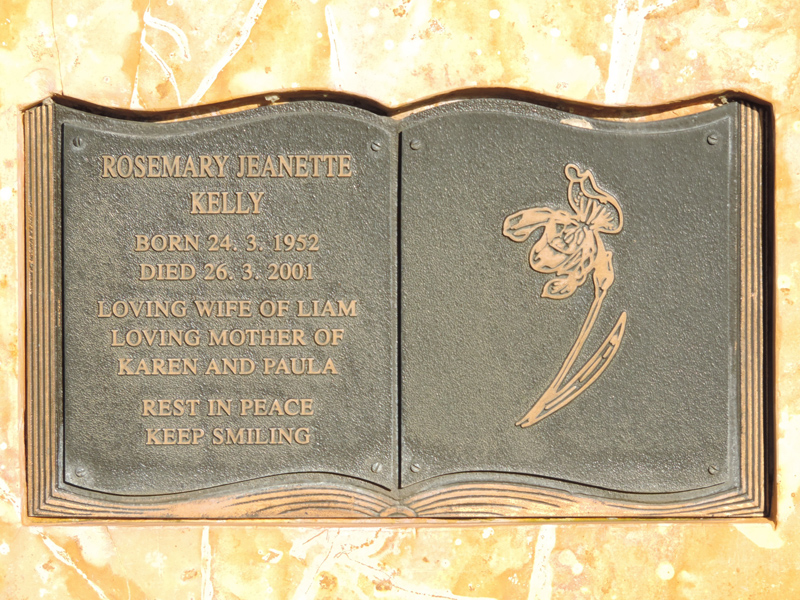 ROSEMARY JEANETTE
KELLY
BORN 24. 3. 1952
DIED 26. 3. 2001
LOVING WIFE OF LIAM
LOVING MOTHER OF
KAREN AND PAULA
REST IN PEACE
KEEP SMILING